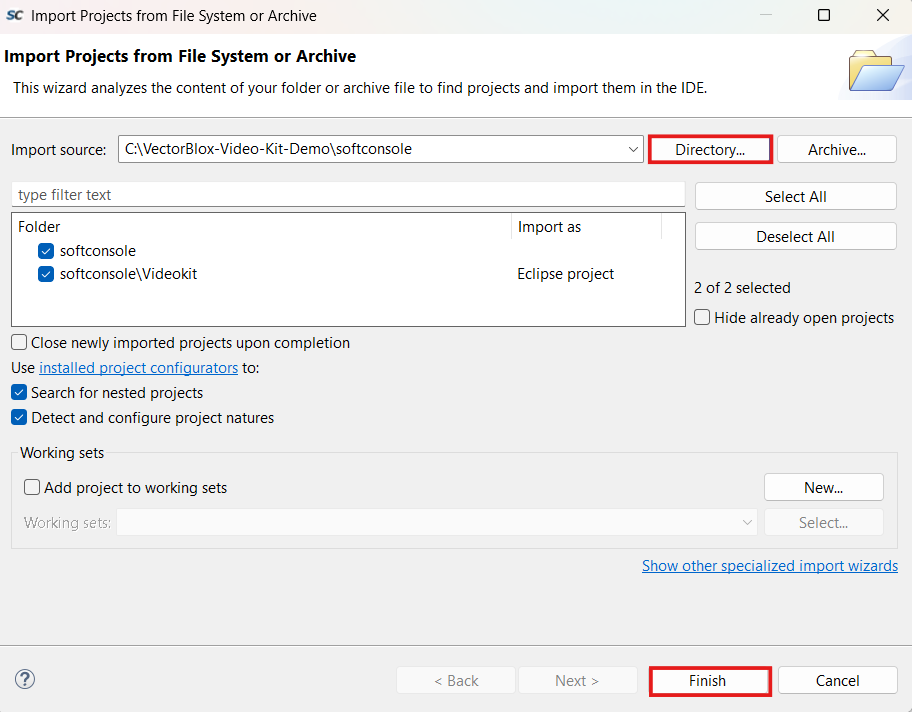 SC Import Projects from File System or Archive
Import Projects from File System or Archive
This wizard analyzes the content of your folder or archive file to find projects and import them in the IDE.
Import source: C:\VectorBlox-Video-Kit-Demo\softconsole Directory... Archive...
type filter text Select All
Folder Import as
Deselect All
softconsole
softconsole\Videokit Eclipse project
2 of 2 selected
Hide already open projects
Close newly imported projects upon completion
Use installed project configurators to:
Search for nested projects
Detect and configure project natures
Working sets
Add project to working sets New...
Working sets: Select...
Show other specialized import wizards
? < Back Next > Finish Cancel